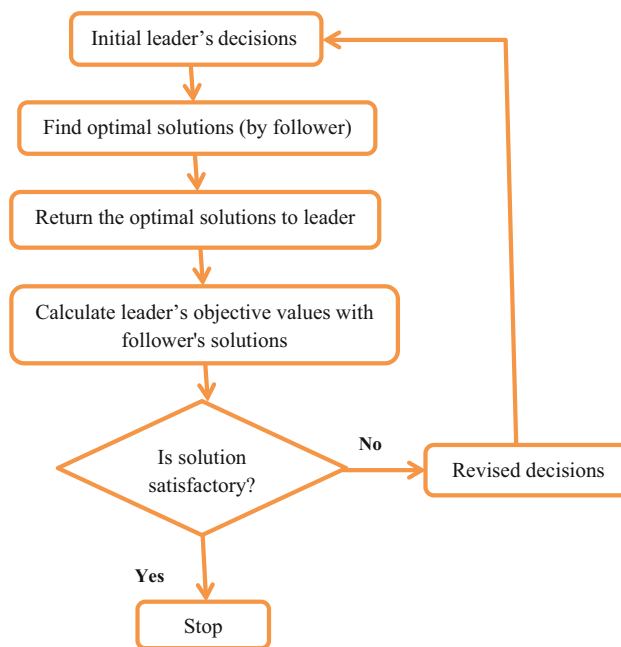 Initial leader’s decisions
Find optimal solutions (by follower)
Return the optimal solutions to leader
Calculate leader’s objective values with
follower's solutions
Is solution
satisfactory?
No
Revised decisions
Yes
Stop